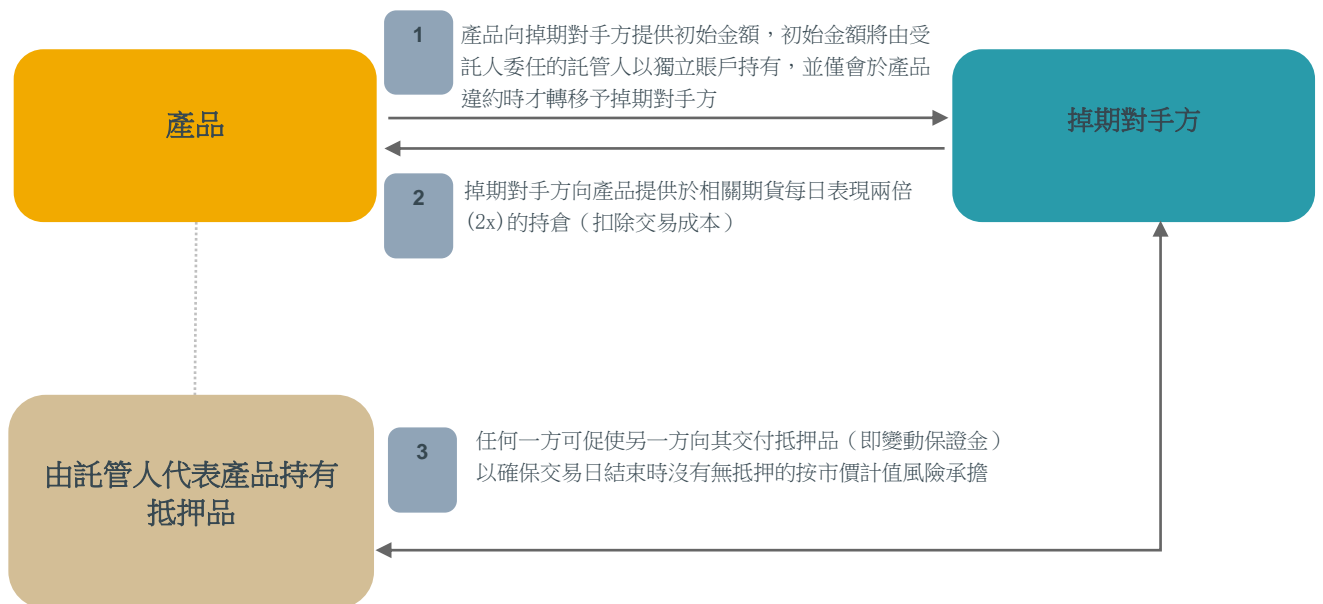 1
產品向掉期對手方提供初始金額，初始金額將由受
託人委任的託管人以獨立賬戶持有，並僅會於產品
違約時才轉移予掉期對手方
產品
掉期對手方
2
掉期對手方向產品提供於相關期貨每日表現兩倍
(2x)的持倉（扣除交易成本）
由託管人代表產品持有
抵押品
3
任何一方可促使另一方向其交付抵押品（即變動保證金）
以確保交易日結束時沒有無抵押的按市價計值風險承擔